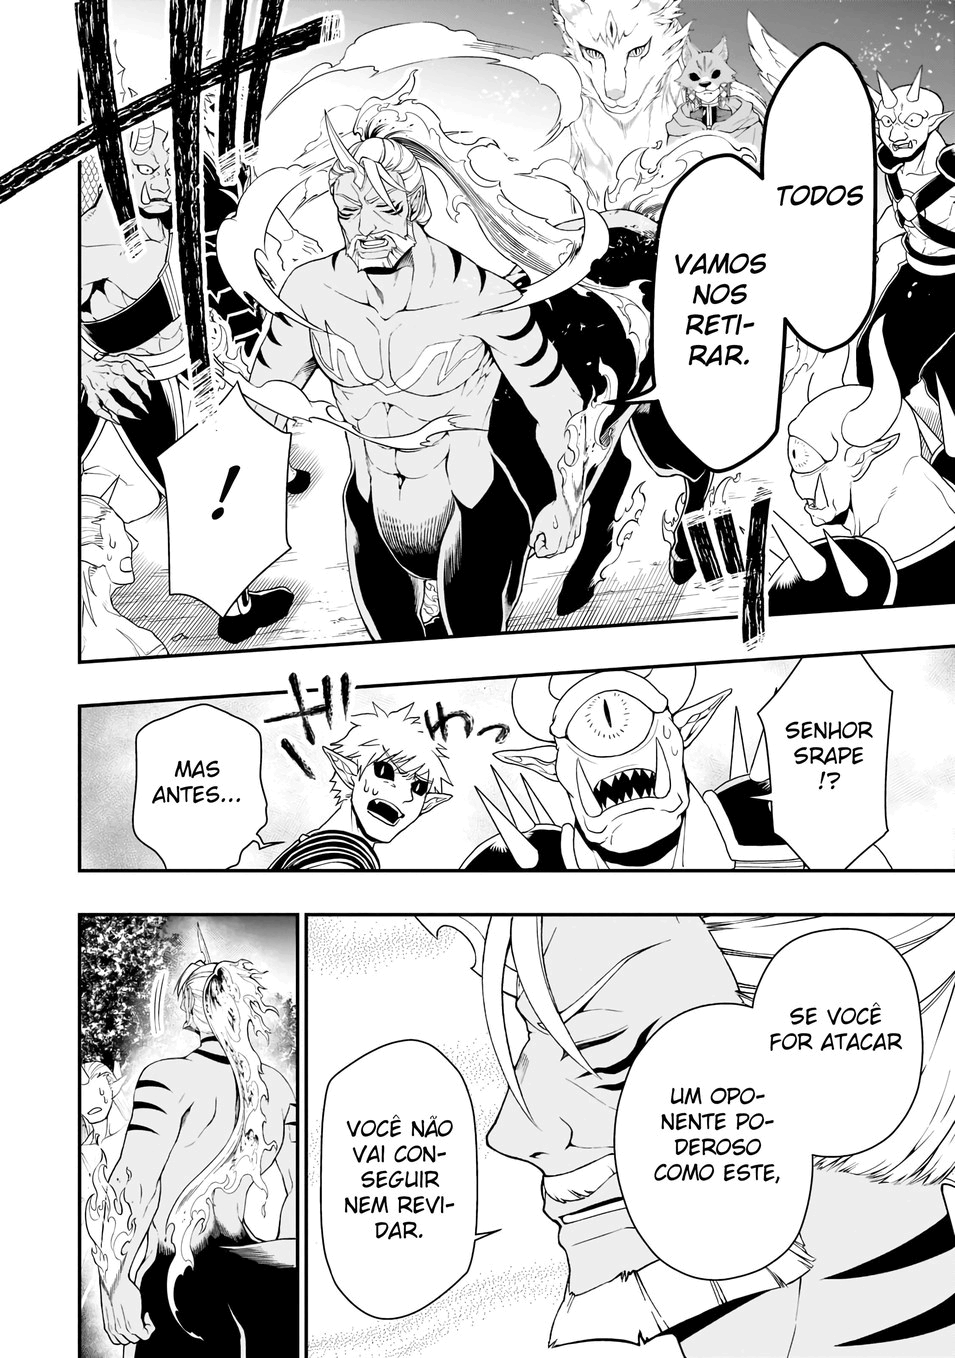 TODOS
VAMOS
NOS
RETI-
RAR.
!
SENHOR
SRAPE
!?
MAS
ANTES...
SE VOCÊ
FOR ATACAR
UM OPO-
NENTE PO-
DEROSO
COMO ESTE,
VOCÊ NÃO
VAI CON-
SEGUIR
NEM REVI-
DAR.